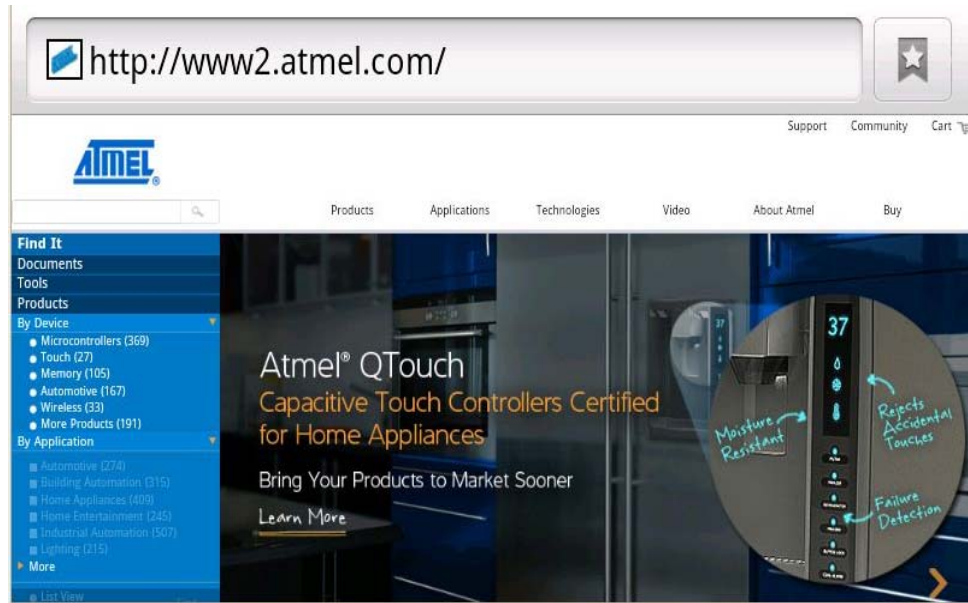 http://www2.atmel.com/
Support Community Cart
ATMEL®
Products Applications Technologies Video About Atmel Buy
Find It
Documents
Tools
Products
By Device
Microcontrollers (369)
Touch (27)
Memory (105)
Automotive (167)
Wireless (33)
More Products (191)
By Application
Automotive (274)
Building Automation (315)
Home Appliances (409)
Home Entertainment (245)
Industrial Automation (507)
Lighting (215)
More
List View
Atmel® QTouch
Capacitive Touch Controllers Certified
for Home Appliances
Bring Your Products to Market Sooner
Learn More
37
37
Moisture
Resistant
Rejects
Accidental
Touches
Failure
Detection